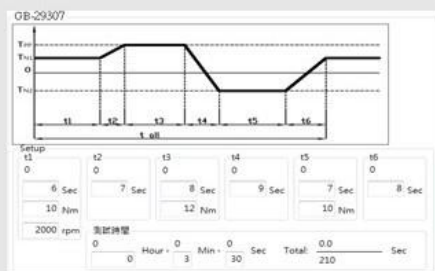 GB-29307
TPP
TN1
0
TN2
t1 t2 t3 t4 t5 t6
t_all
Setup
t1 t2 t3 t4 t5 t6
0 0 0 0 0 0
6 Sec 7 Sec 8 Sec 9 Sec 7 Sec 8 Sec
10 Nm 12 Nm 10 Nm
2000 rpm
測試時間
0 0 0 0.0
0 Hour - 3 Min - 30 Sec Total: 210 Sec